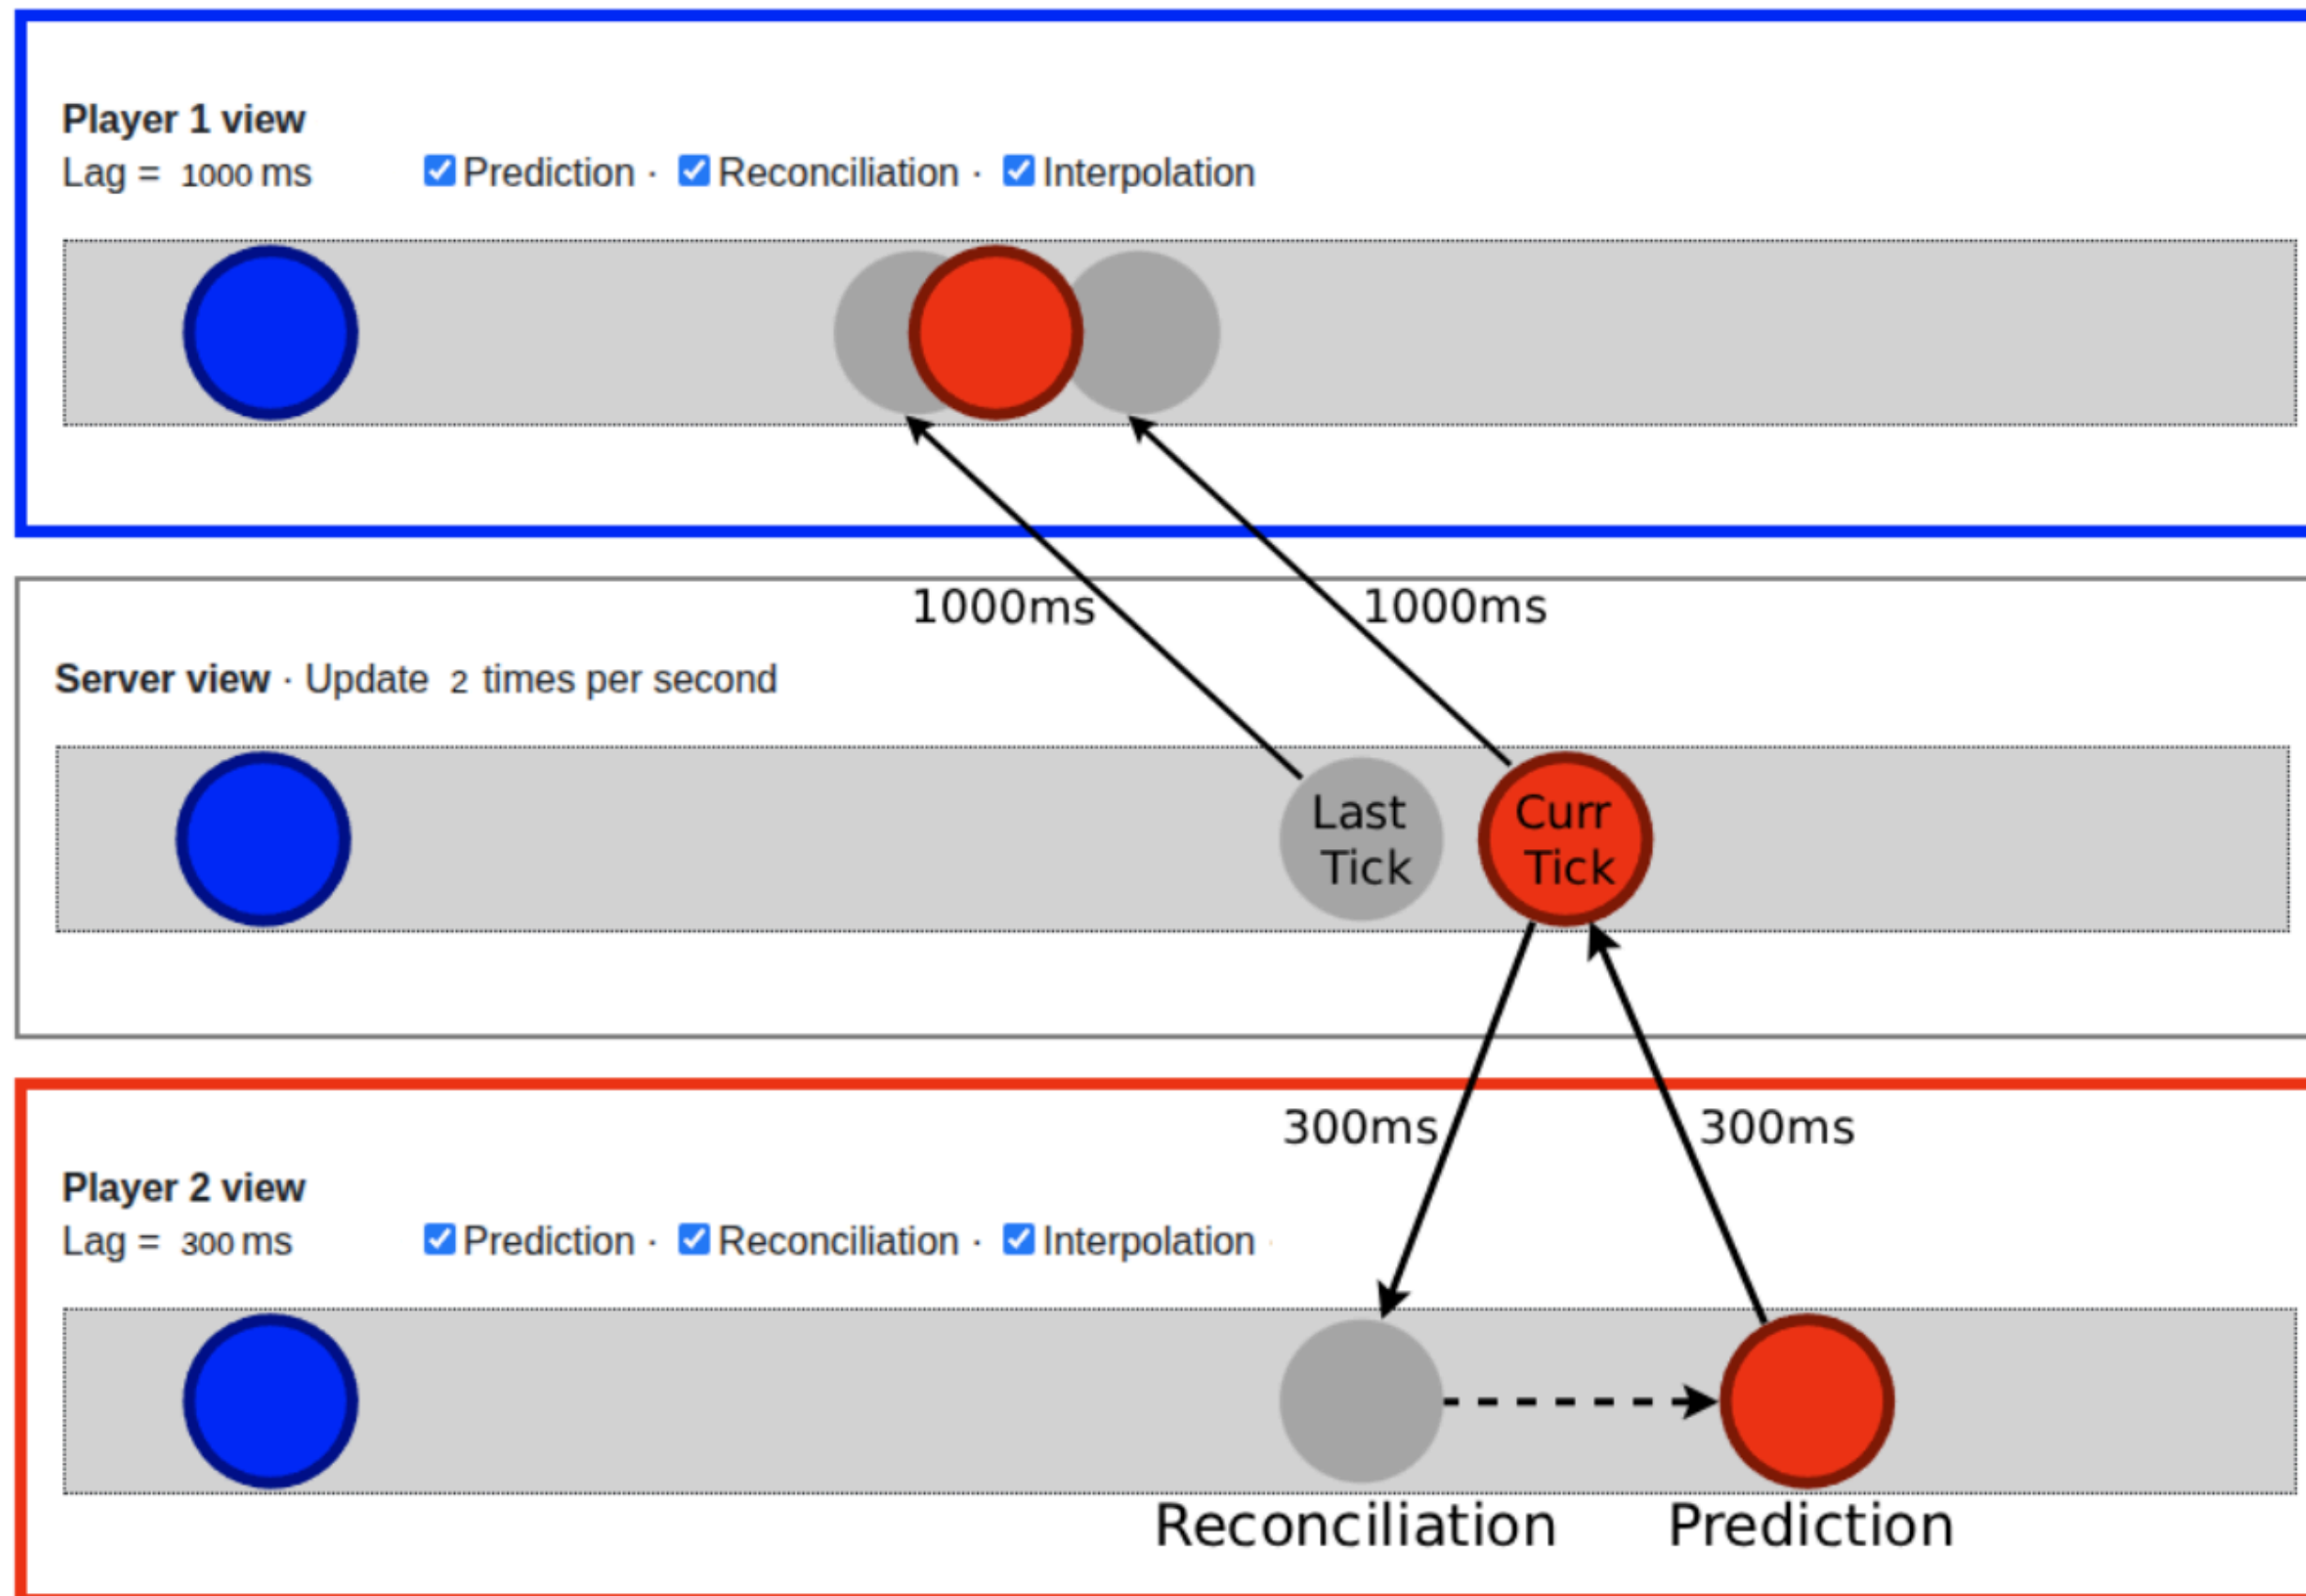 Player 1 view
Lag = 1000 ms Prediction · Reconciliation · Interpolation
1000ms 1000ms
Server view · Update 2 times per second
Last Tick
Curr Tick
300ms 300ms
Player 2 view
Lag = 300 ms Prediction · Reconciliation · Interpolation ·
Reconciliation Prediction